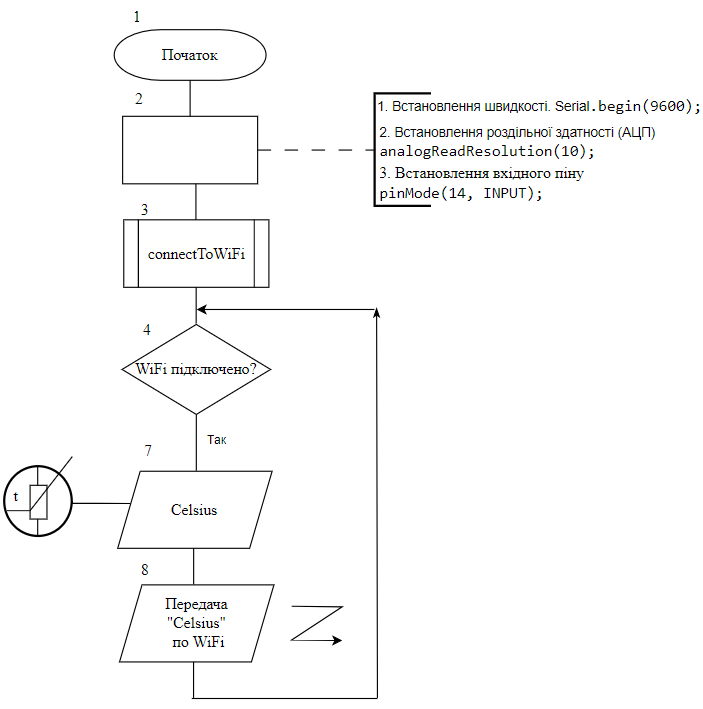 1
Початок
2
1. Встановлення швидкості. Serial.begin(9600);
2. Встановлення роздільної здатності (АЦП)
analogReadResolution(10);
3. Встановлення вхідного піну
pinMode(14, INPUT);
3
connectToWiFi
4
WiFi підключено?
Так
7
t
Celsius
8
Передача
"Celsius"
по WiFi